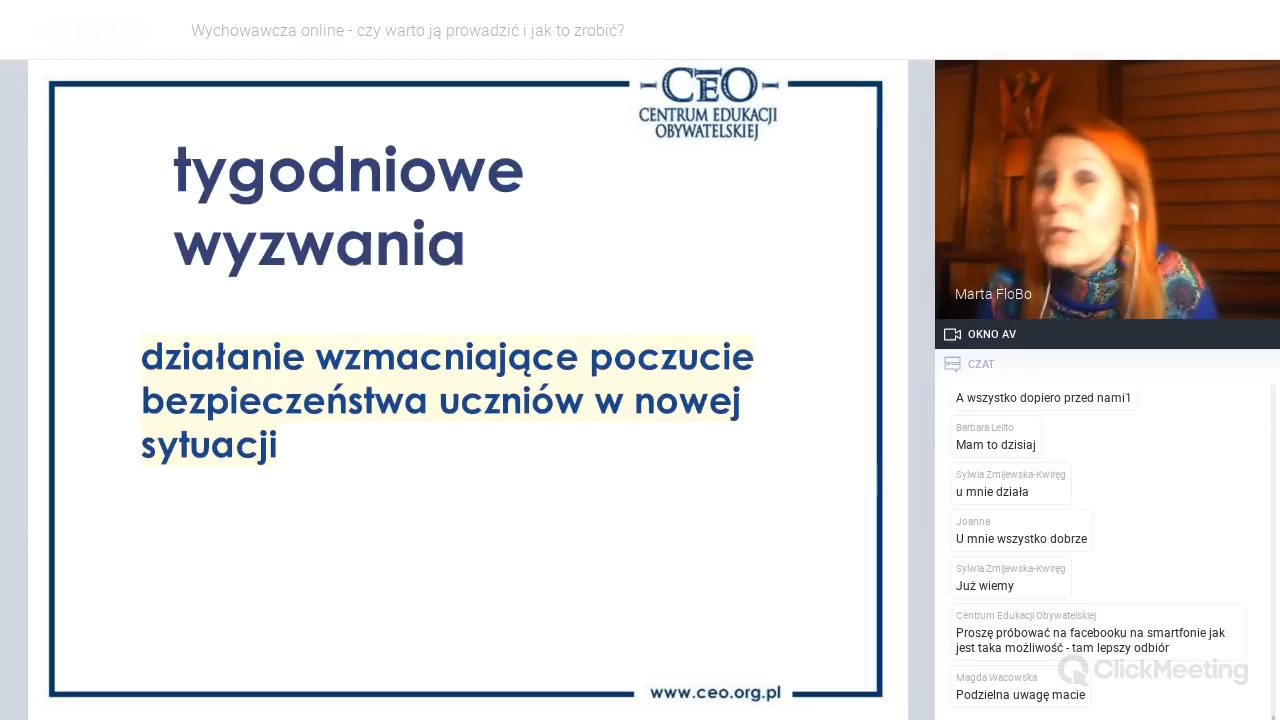 Wychowawcza online - czy warto ją prowadzić i jak to zrobić?
CEO
CENTRUM EDUKACJI
OBYWATELSKIEJ
tygodniowe
wyzwania
działanie wzmacniające poczucie
bezpieczeństwa uczniów w nowej
sytuacji
www.ceo.org.pl
Marta FloBo
OKNO AV
CZAT
A wszystko dopiero przed nami1
Barbara Lelito
Mam to dzisiaj
Sylwia Żmijewska-Kwiręg
u mnie działa
Joanna
U mnie wszystko dobrze
Sylwia Żmijewska-Kwiręg
Już wiemy
Centrum Edukacji Obywatelskiej
Proszę próbować na facebooku na smartfonie jak
jest taka możliwość - tam lepszy odbiór
ClickMeeting
Magda Wacowska
Podzielna uwagę macie